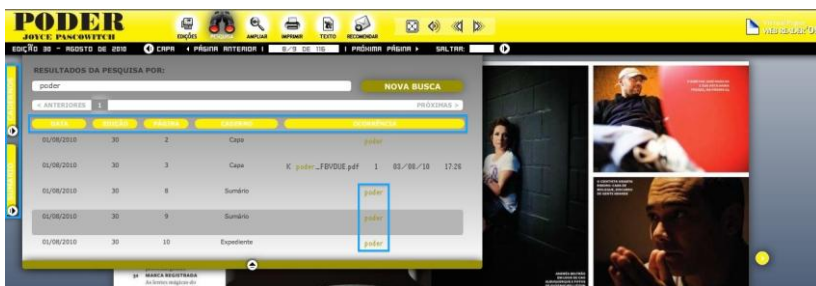 PODER
JOYCE PASCOWITCH
EDIÇÕES
PESQUISA
AMPLIAR
IMPRIMIR
TEXTO
RECOMENDAR
EDIÇÃO 30 - AGOSTO DE 2010
CAPA
PÁGINA ANTERIOR I
8/9 DE 116
I PRÓXIMA PÁGINA
SALTAR:
RESULTADOS DA PESQUISA POR:
poder
NOVA BUSCA
< ANTERIORES 1 PRÓXIMAS >
DATA EDIÇÃO PÁGINA CADERNO OCORRÊNCIA
01/08/2010 30 2 Capa poder
01/08/2010 30 3 Capa K poder_FBVDUE.pdf 1 03/08/10 17:26
01/08/2010 30 8 Sumário poder
01/08/2010 30 9 Sumário poder
01/08/2010 30 10 Expediente poder
MARCA REGISTRADA